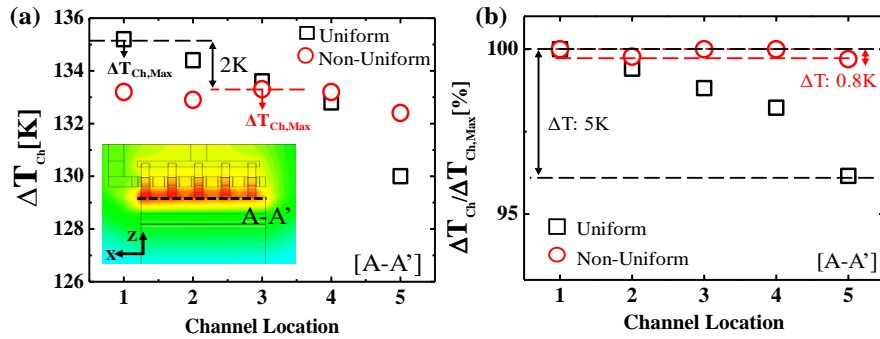 (a)
ΔT_Ch[K]
136
134
132
130
128
126
Uniform
Non-Uniform
2K
ΔT_Ch,Max
ΔT_Ch,Max
A-A'
Z
X
[A-A']
1 2 3 4 5
Channel Location
(b)
ΔT_Ch/ΔT_Ch,Max[%]
100
95
ΔT: 0.8K
ΔT: 5K
Uniform
Non-Uniform
[A-A']
1 2 3 4 5
Channel Location